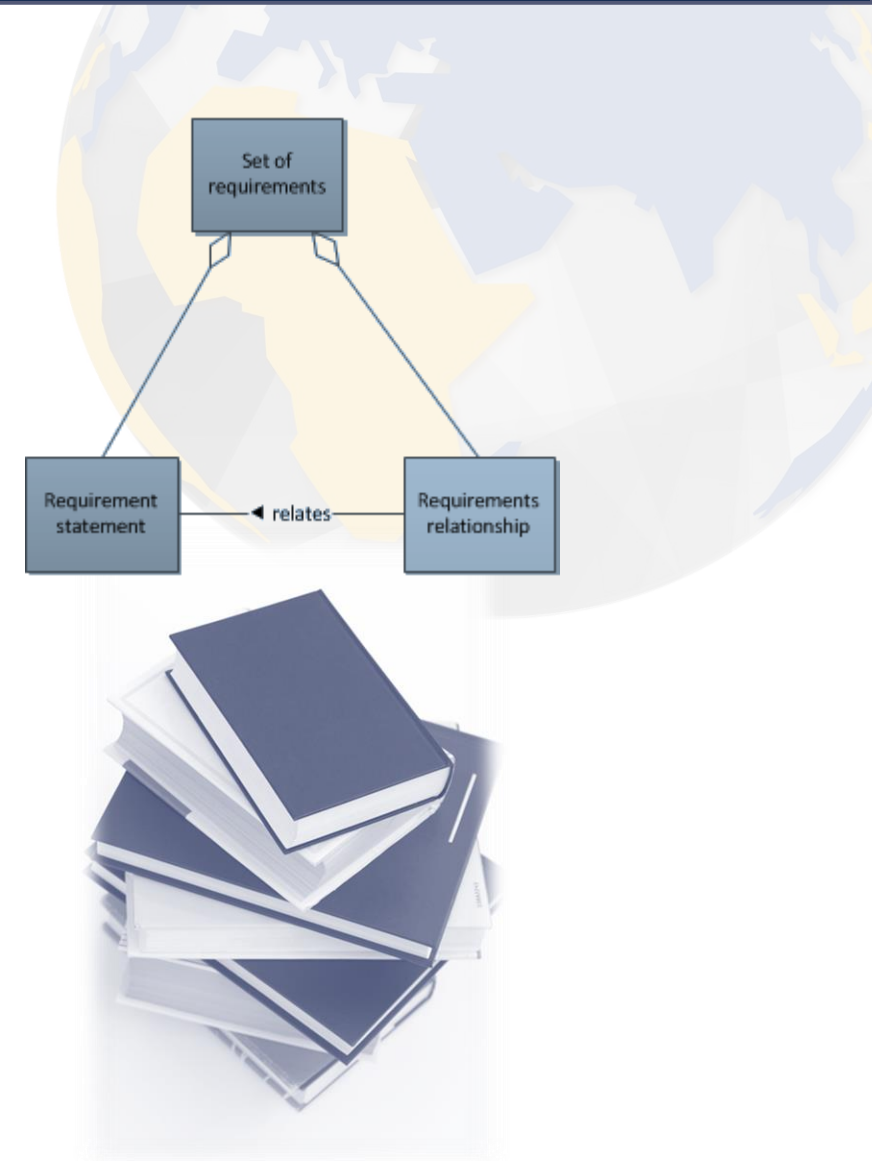 Set of
requirements
Requirement
statement
relates
Requirements
relationship